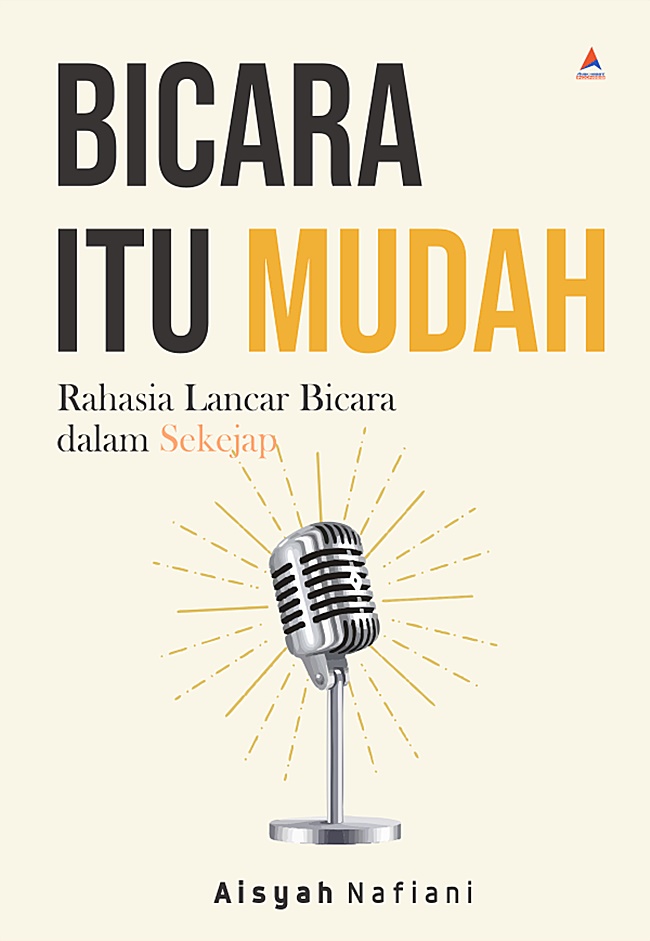 BICARA
ITU MUDAH
Rahasia Lancar Bicara
dalam Sekejap
Aisyah Nafiani